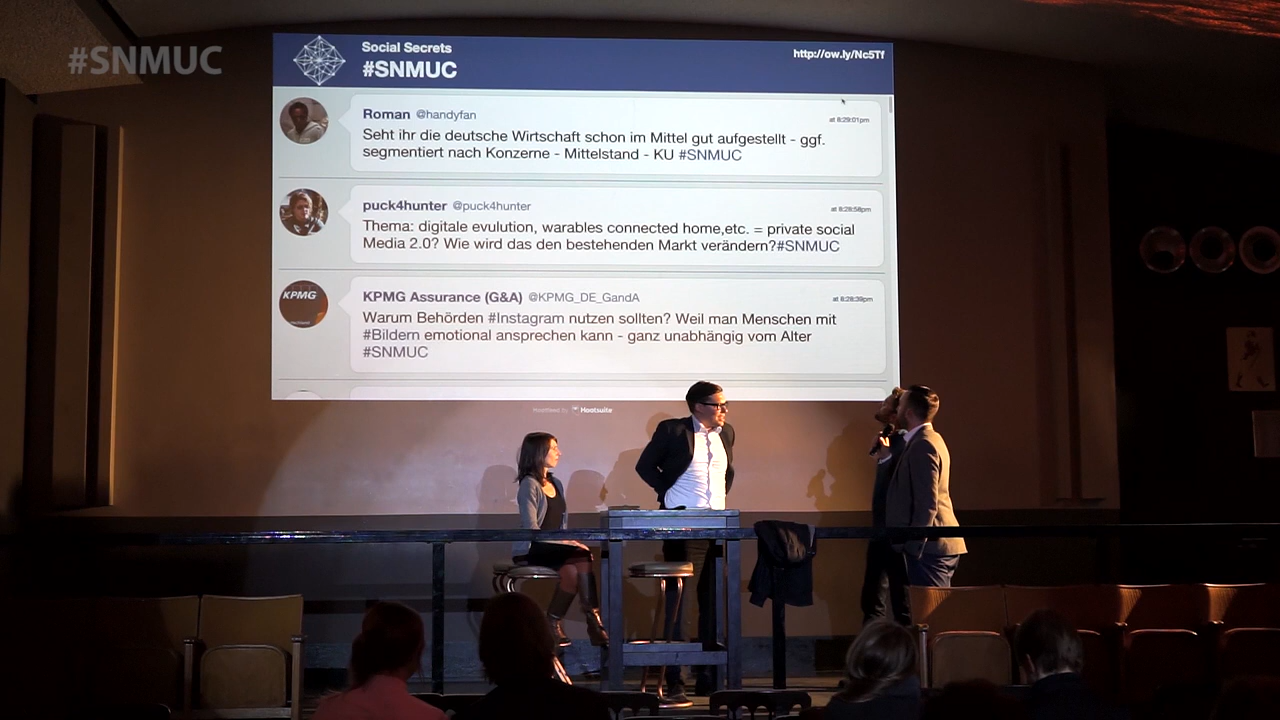 #SNMUC
Social Secrets
#SNMUC
http://ow.ly/Nc5Tf
Roman @handyfan
at 8:29:01pm
Seht ihr die deutsche Wirtschaft schon im Mittel gut aufgestellt - ggf.
segmentiert nach Konzerne - Mittelstand - KU #SNMUC
puck4hunter @puck4hunter
at 8:28:58pm
Thema: digitale evulution, warables connected home,etc. = private social
Media 2.0? Wie wird das den bestehenden Markt verändern?#SNMUC
KPMG
KPMG Assurance (G&A) @KPMG_DE_GandA
at 8:28:39pm
Warum Behörden #Instagram nutzen sollten? Weil man Menschen mit
#Bildern emotional ansprechen kann - ganz unabhängig vom Alter
#SNMUC
HootFeed by Hootsuite